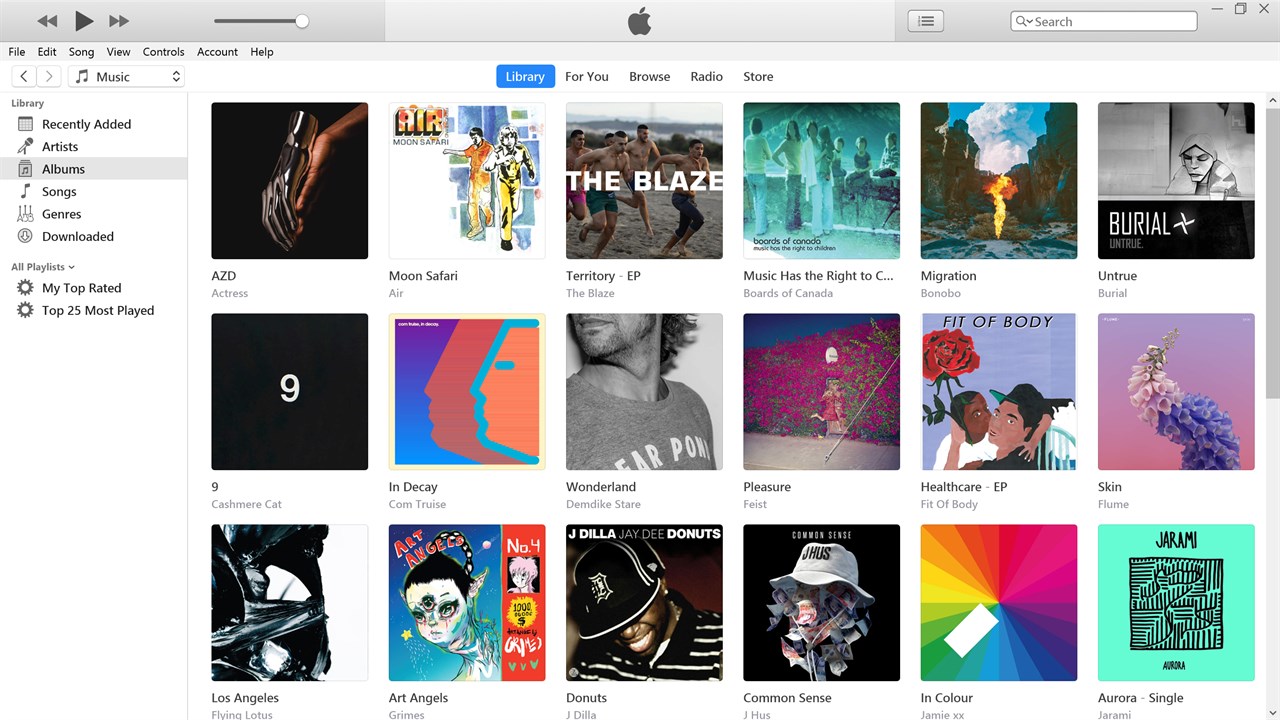 Search
File Edit Song View Controls Account Help
Music
Library For You Browse Radio Store
Library
Recently Added
Artists
Albums
Songs
Genres
Downloaded
All Playlists
My Top Rated
Top 25 Most Played
AIR
MOON SAFARI
THE BLAZE
boards of canada
music has the right to children
BURIAL
UNTRUE.
AZD
Actress
Moon Safari
Air
Territory - EP
The Blaze
Music Has the Right to C...
Boards of Canada
Migration
Bonobo
Untrue
Burial
9
com truise, in decay.
EAR PON
FIT OF BODY
FLUME
9
Cashmere Cat
In Decay
Com Truise
Wonderland
Demdike Stare
Pleasure
Feist
Healthcare - EP
Fit Of Body
Skin
Flume
ART ANGELS
No.4
GRIMES
J DILLA JAY DEE DONUTS
COMMON SENSE
J HUS
JARAMI
AURORA
Los Angeles
Flying Lotus
Art Angels
Grimes
Donuts
J Dilla
Common Sense
J Hus
In Colour
Jamie xx
Aurora - Single
Jarami